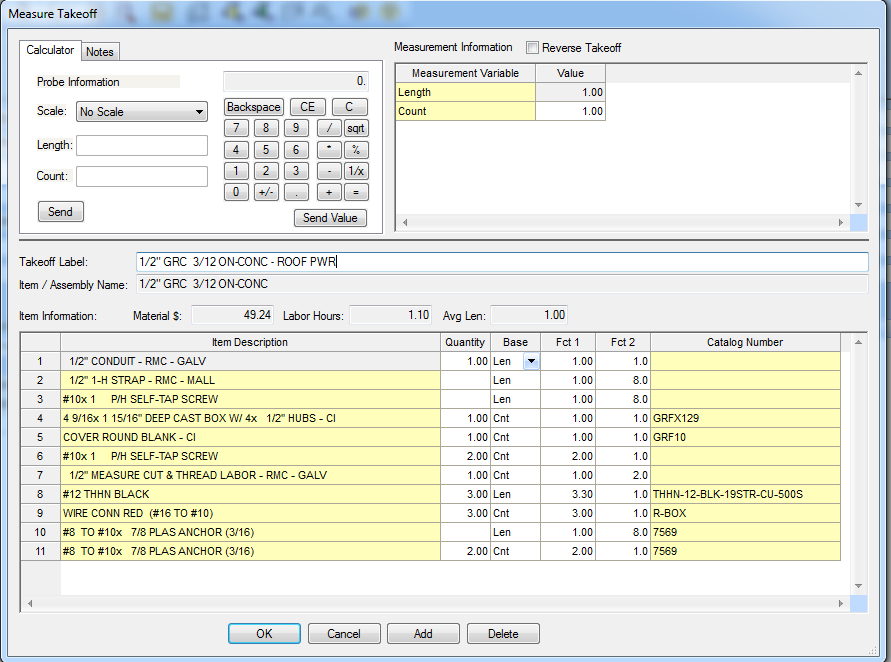 Measure Takeoff
Calculator Notes
Probe Information
0.
Scale: No Scale
Length:
Count:
Send
Backspace CE C
7 8 9 / sqrt
4 5 6 * %
1 2 3 - 1/x
0 +/- . + =
Send Value
Measurement Information Reverse Takeoff
Measurement Variable Value
Length 1.00
Count 1.00
Takeoff Label: 1/2" GRC 3/12 ON-CONC - ROOF PWR
Item / Assembly Name: 1/2" GRC 3/12 ON-CONC
Item Information: Material $: 49.24 Labor Hours: 1.10 Avg Len: 1.00
Item Description Quantity Base Fct 1 Fct 2 Catalog Number
1 1/2" CONDUIT - RMC - GALV 1.00 Len 1.00 1.0
2 1/2" 1-H STRAP - RMC - MALL Len 1.00 8.0
3 #10x 1 P/H SELF-TAP SCREW Len 1.00 8.0
4 4 9/16x 1 15/16" DEEP CAST BOX W/ 4x 1/2" HUBS - CI 1.00 Cnt 1.00 1.0 GRFX129
5 COVER ROUND BLANK - CI 1.00 Cnt 1.00 1.0 GRF10
6 #10x 1 P/H SELF-TAP SCREW 2.00 Cnt 2.00 1.0
7 1/2" MEASURE CUT & THREAD LABOR - RMC - GALV 1.00 Cnt 1.00 2.0
8 #12 THHN BLACK 3.00 Len 3.30 1.0 THHN-12-BLK-19STR-CU-500S
9 WIRE CONN RED (#16 TO #10) 3.00 Cnt 3.00 1.0 R-BOX
10 #8 TO #10x 7/8 PLAS ANCHOR (3/16) Len 1.00 8.0 7569
11 #8 TO #10x 7/8 PLAS ANCHOR (3/16) 2.00 Cnt 2.00 1.0 7569
OK Cancel Add Delete